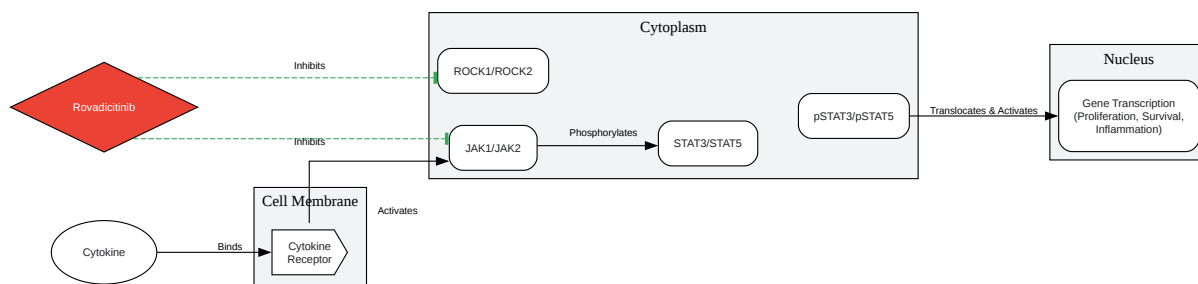 Cytoplasm
Inhibits
ROCK1/ROCK2
Rovadicitinib
Inhibits
JAK1/JAK2
Phosphorylates
STAT3/STAT5
pSTAT3/pSTAT5
Translocates & Activates
Nucleus
Gene Transcription
(Proliferation, Survival,
Inflammation)
Cell Membrane
Activates
Cytokine
Binds
Cytokine
Receptor